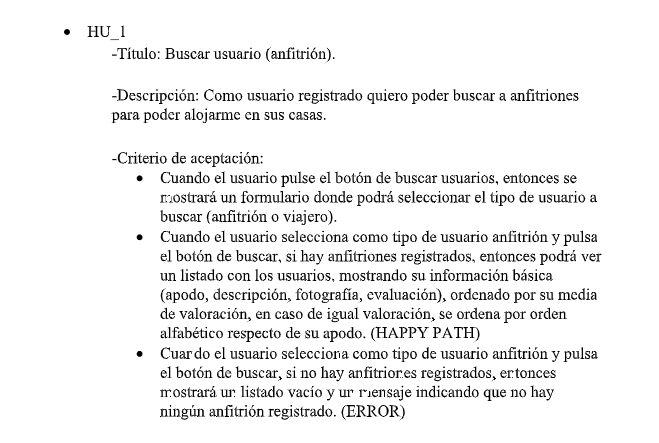 • HU_1
-Título: Buscar usuario (anfitrión).
-Descripción: Como usuario registrado quiero poder buscar a anfitriones
para poder alojarme en sus casas.
-Criterio de aceptación:
• Cuando el usuario pulse el botón de buscar usuarios, entonces se
mostrará un formulario donde podrá seleccionar el tipo de usuario a
buscar (anfitrión o viajero).
• Cuando el usuario selecciona como tipo de usuario anfitrión y pulsa
el botón de buscar, si hay anfitriones registrados, entonces podrá ver
un listado con los usuarios, mostrando su información básica
(apodo, descripción, fotografía, evaluación), ordenado por su media
de valoración, en caso de igual valoración, se ordena por orden
alfabético respecto de su apodo. (HAPPY PATH)
• Cuando el usuario selecciona como tipo de usuario anfitrión y pulsa
el botón de buscar, si no hay anfitriones registrados, entonces
mostrará un listado vacío y un mensaje indicando que no hay
ningún anfitrión registrado. (ERROR)